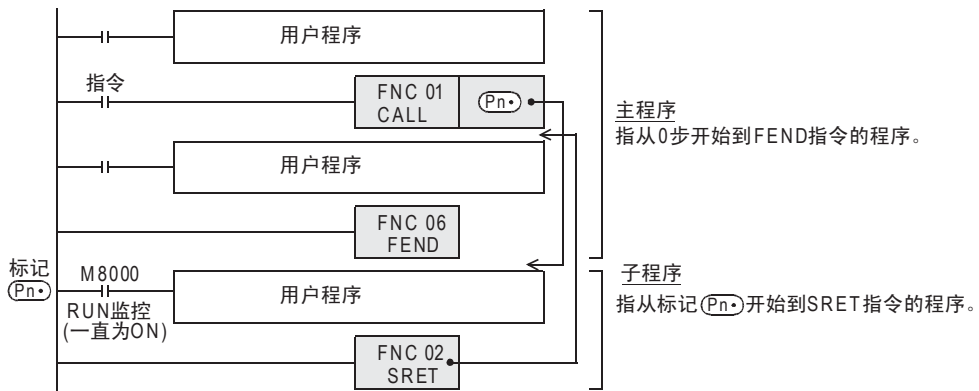 用户程序
指令
FNC 01
CALL
Pn•
主程序
指从0步开始到FEND指令的程序。
用户程序
FNC 06
FEND
标记
Pn•
M8000
RUN监控
(一直为ON)
用户程序
子程序
指从标记Pn•开始到SRET指令的程序。
FNC 02
SRET